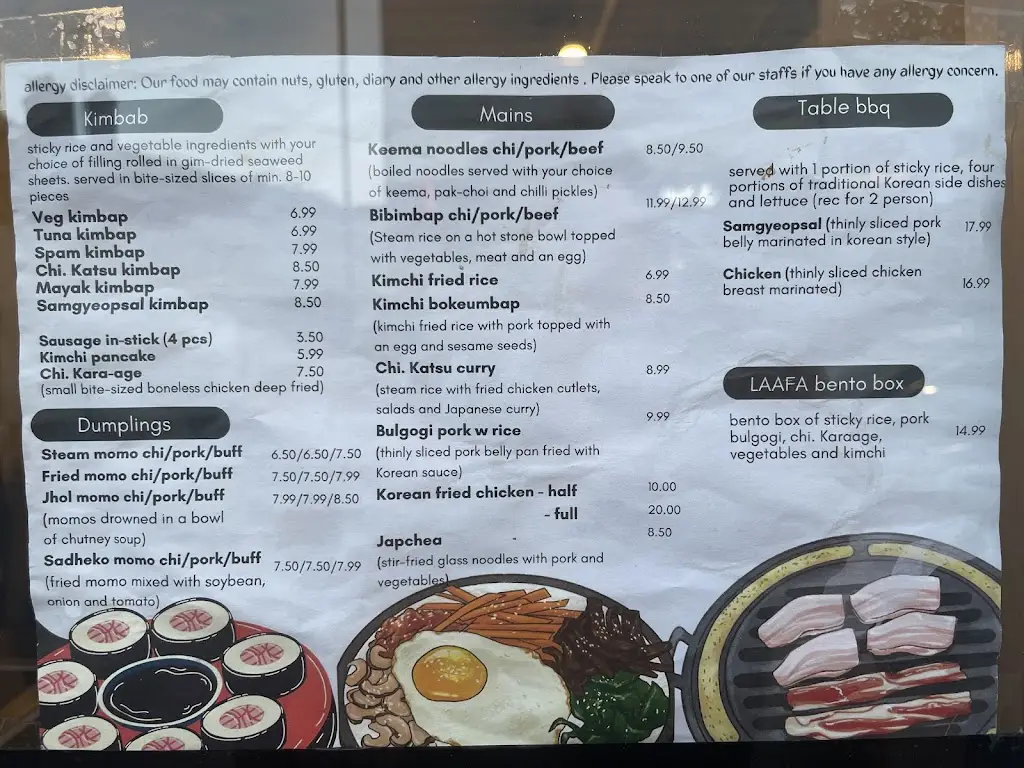 allergy disclaimer: Our food may contain nuts, gluten, diary and other allergy ingredients . Please speak to one of our staffs if you have any allergy concern.
Kimbab
sticky rice and vegetable ingredients with your
choice of filling rolled in gim-dried seaweed
sheets. served in bite-sized slices of min. 8-10
pieces
Veg kimbap 6.99
Tuna kimbap 6.99
Spam kimbap 7.99
Chi. Katsu kimbap 8.50
Mayak kimbap 7.99
Samgyeopsal kimbap 8.50
Sausage in-stick (4 pcs) 3.50
Kimchi pancake 5.99
Chi. Kara-age 7.50
(small bite-sized boneless chicken deep fried)
Dumplings
Steam momo chi/pork/buff 6.50/6.50/7.50
Fried momo chi/pork/buff 7.50/7.50/7.99
Jhol momo chi/pork/buff 7.99/7.99/8.50
(momos drowned in a bowl
of chutney soup)
Sadheko momo chi/pork/buff 7.50/7.50/7.99
(fried momo mixed with soybean,
onion and tomato)
Mains
Keema noodles chi/pork/beef 8.50/9.50
(boiled noodles served with your choice
of keema, pak-choi and chilli pickles)
Bibimbap chi/pork/beef 11.99/12.99
(Steam rice on a hot stone bowl topped
with vegetables, meat and an egg)
Kimchi fried rice 6.99
Kimchi bokeumbap 8.50
(kimchi fried rice with pork topped with
an egg and sesame seeds)
Chi. Katsu curry 8.99
(steam rice with fried chicken cutlets,
salads and Japanese curry)
Bulgogi pork w rice 9.99
(thinly sliced pork belly pan fried with
Korean sauce)
Korean fried chicken - half 10.00
- full 20.00
Japchea 8.50
(stir-fried glass noodles with pork and
vegetables)
Table bbq
served with 1 portion of sticky rice, four
portions of traditional Korean side dishes
and lettuce (rec for 2 person)
Samgyeopsal (thinly sliced pork 17.99
belly marinated in korean style)
Chicken (thinly sliced chicken 16.99
breast marinated)
LAAFA bento box
bento box of sticky rice, pork
bulgogi, chi. Karaage, 14.99
vegetables and kimchi